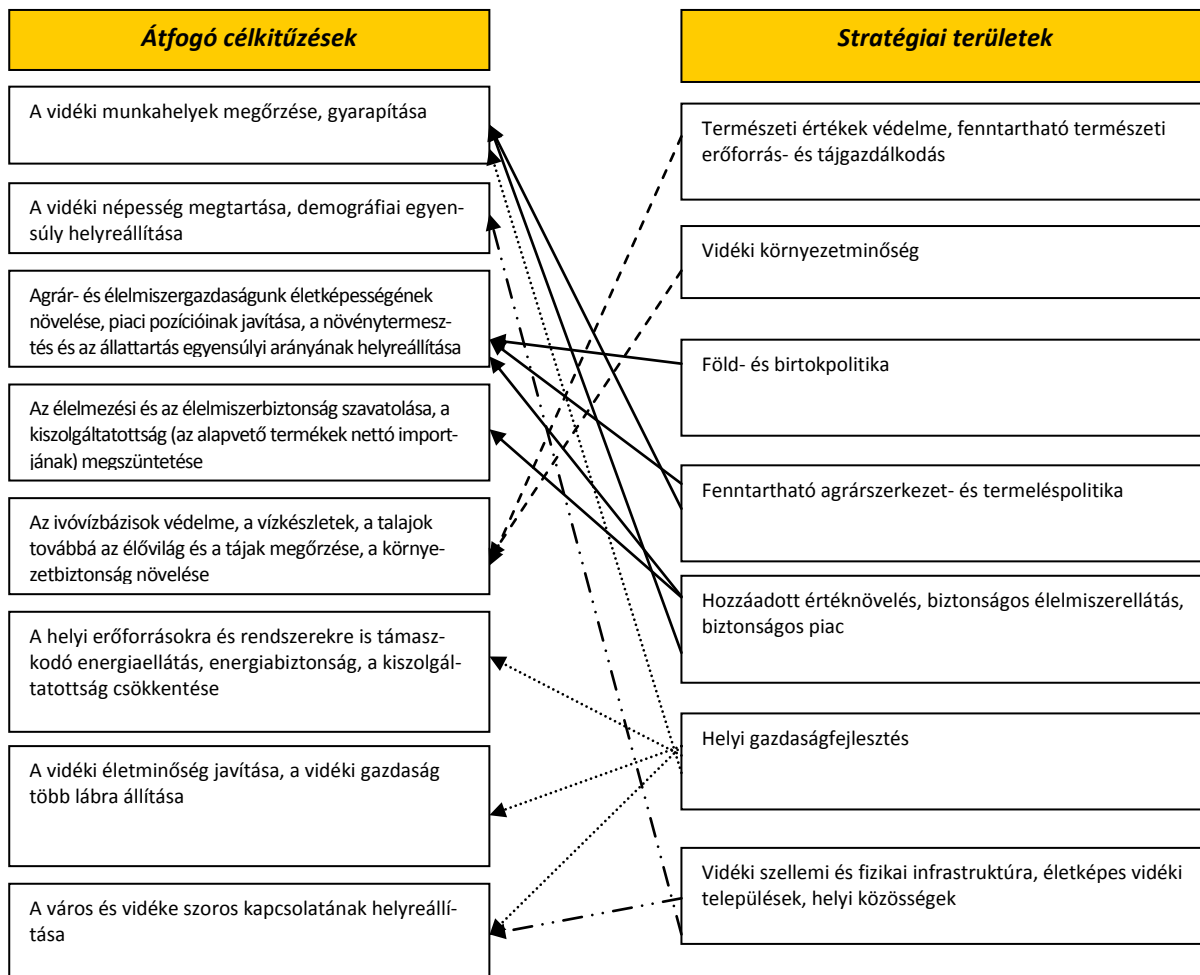 Átfogó célkitűzések
A vidéki munkahelyek megőrzése, gyarapítása
A vidéki népesség megtartása, demográfiai egyen-
súly helyreállítása
Agrár- és élelmiszergazdaságunk életképességének
növelése, piaci pozícióinak javítása, a növénytermesz-
tés és az állattartás egyensúlyi arányának helyreállítása
Az élelmezési és az élelmiszerbiztonság szavatolása, a
kiszolgáltatottság (az alapvető termékek nettó import-
jának) megszüntetése
Az ivóvízbázisok védelme, a vízkészletek, a talajok
továbbá az élővilág és a tájak megőrzése, a környe-
zetbiztonság növelése
A helyi erőforrásokra és rendszerekre is támasz-
kodó energiaellátás, energiabiztonság, a kiszolgál-
tatottság csökkentése
A vidéki életminőség javítása, a vidéki gazdaság
több lábra állítása
A város és vidéke szoros kapcsolatának helyreállí-
tása
Stratégiai területek
Természeti értékek védelme, fenntartható természeti
erőforrás- és tájgazdálkodás
Vidéki környezetminőség
Föld- és birtokpolitika
Fenntartható agrárszerkezet- és termeléspolitika
Hozzáadott értéknövelés, biztonságos élelmiszerellátás,
biztonságos piac
Helyi gazdaságfejlesztés
Vidéki szellemi és fizikai infrastruktúra, életképes vidéki
települések, helyi közösségek